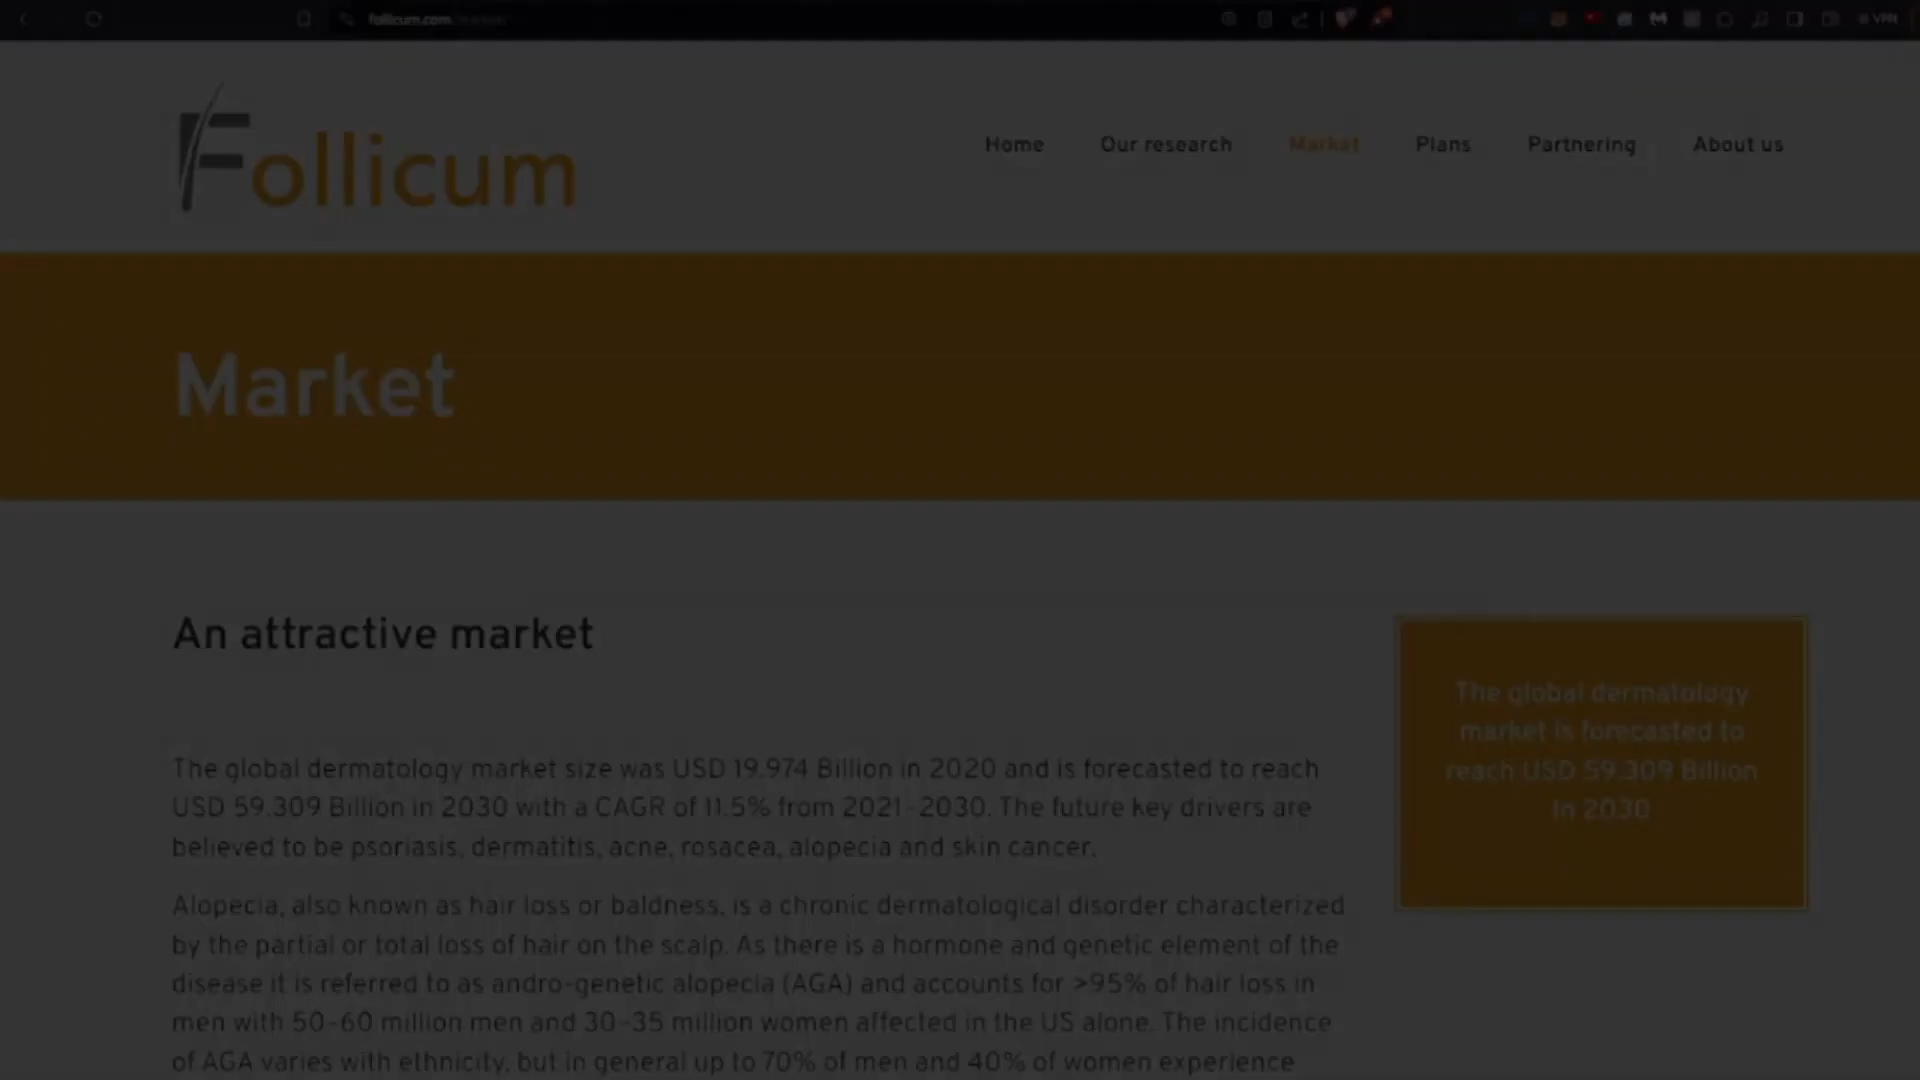 follicum.com/market
VPN
Follicum
Home
Our research
Market
Plans
Partnering
About us
Market
An attractive market
The global dermatology market size was USD 19.974 Billion in 2020 and is forecasted to reach
USD 59.309 Billion in 2030 with a CAGR of 11.5% from 2021-2030. The future key drivers are
believed to be psoriasis, dermatitis, acne, rosacea, alopecia and skin cancer.
Alopecia, also known as hair loss or baldness, is a chronic dermatological disorder characterized
by the partial or total loss of hair on the scalp. As there is a hormone and genetic element of the
disease it is referred to as andro-genetic alopecia (AGA) and accounts for >95% of hair loss in
men with 50-60 million men and 30-35 million women affected in the US alone. The incidence
of AGA varies with ethnicity, but in general up to 70% of men and 40% of women experience
The global dermatology
market is forecasted to
reach USD 59.309 Billion
in 2030